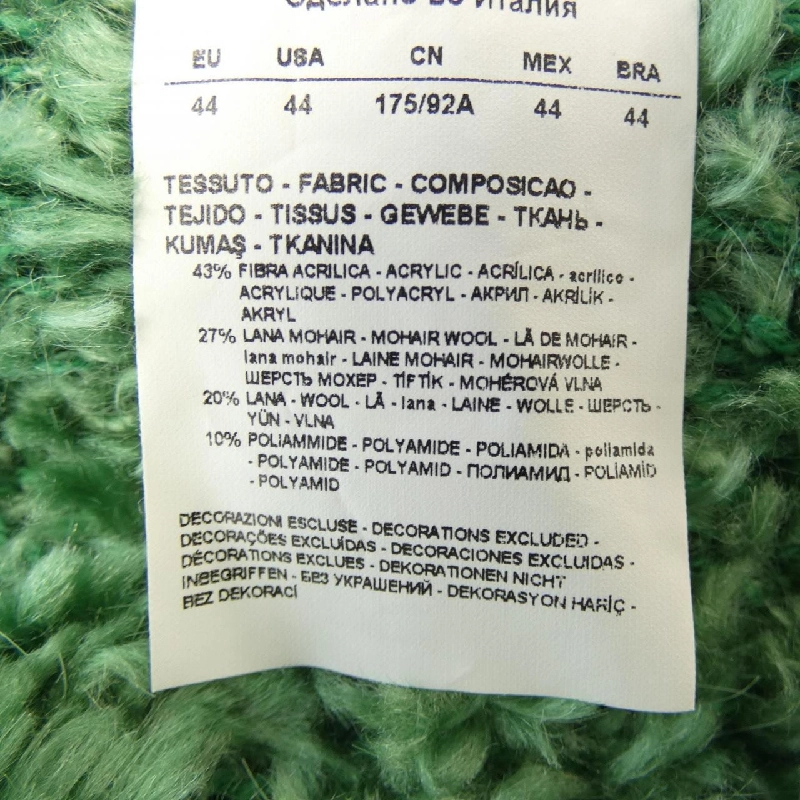 Сделано во Италия
EU USA CN MEX BRA
44 44 175/92A 44 44
TESSUTO - FABRIC - COMPOSICAO -
TEJIDO - TISSUS - GEWEBE - ТКАНЬ -
KUMAŞ - TKANINA
43% FIBRA ACRILICA - ACRYLIC - ACRÍLICA - acrílico -
ACRYLIQUE - POLYACRYL - АКРИЛ - AKRİLİK -
AKRYL
27% LANA MOHAIR - MOHAIR WOOL - LÃ DE MOHAIR -
lana mohair - LAINE MOHAIR - MOHAIRWOLLE -
ШЕРСТЬ МОХЕР - TİFTİK - MOHÉROVÁ VLNA
20% LANA - WOOL - LÃ - lana - LAINE - WOLLE - ШЕРСТЬ -
YÜN - VLNA
10% POLIAMMIDE - POLYAMIDE - POLIAMIDA - poliamida
- POLYAMIDE - POLYAMID - ПОЛИАМИД - POLİAMİD
- POLYAMID
DECORAZIONI ESCLUSE - DECORATIONS EXCLUDED -
DECORAÇÕES EXCLUÍDAS - DECORACIONES EXCLUIDAS -
DÉCORATIONS EXCLUES - DEKORATIONEN NICHT
INBEGRIFFEN - БЕЗ УКРАШЕНИЙ - DEKORASYON HARİÇ -
BEZ DEKORACÍ